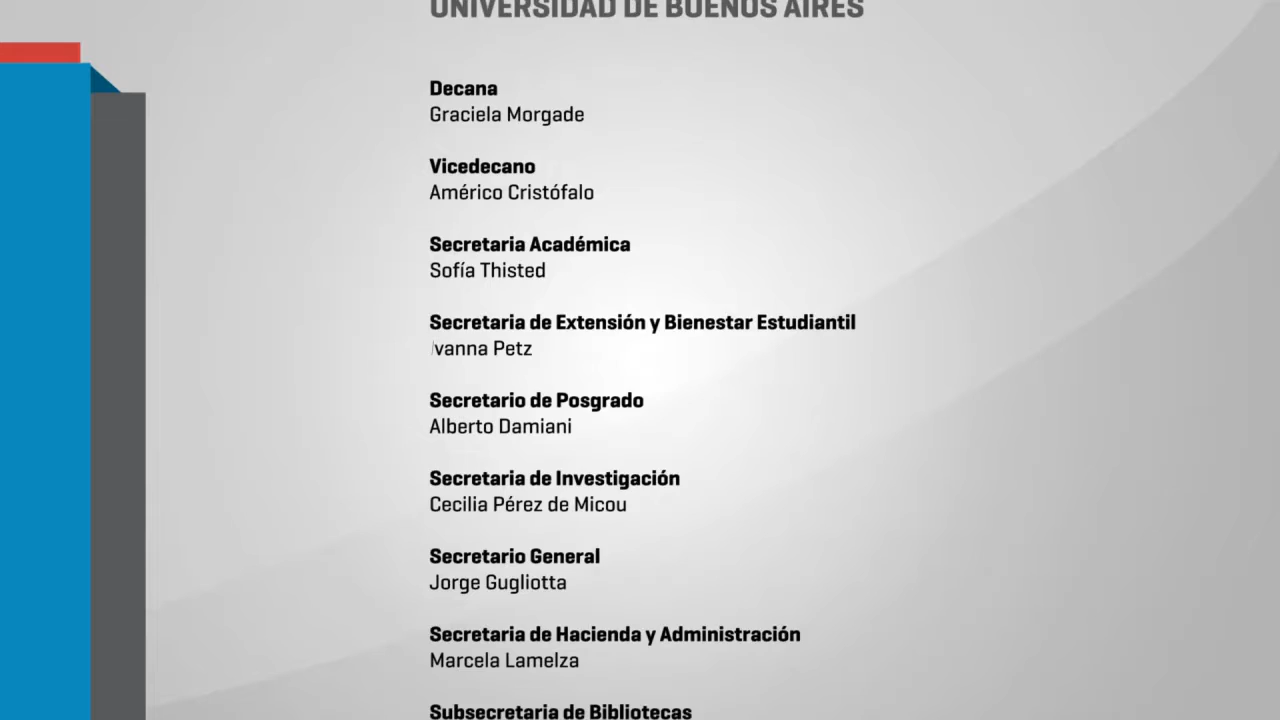 UNIVERSIDAD DE BUENOS AIRES
Decana
Graciela Morgade
Vicedecano
Américo Cristófalo
Secretaria Académica
Sofía Thisted
Secretaria de Extensión y Bienestar Estudiantil
Ivanna Petz
Secretario de Posgrado
Alberto Damiani
Secretaria de Investigación
Cecilia Pérez de Micou
Secretario General
Jorge Gugliotta
Secretaria de Hacienda y Administración
Marcela Lamelza
Subsecretaria de Bibliotecas